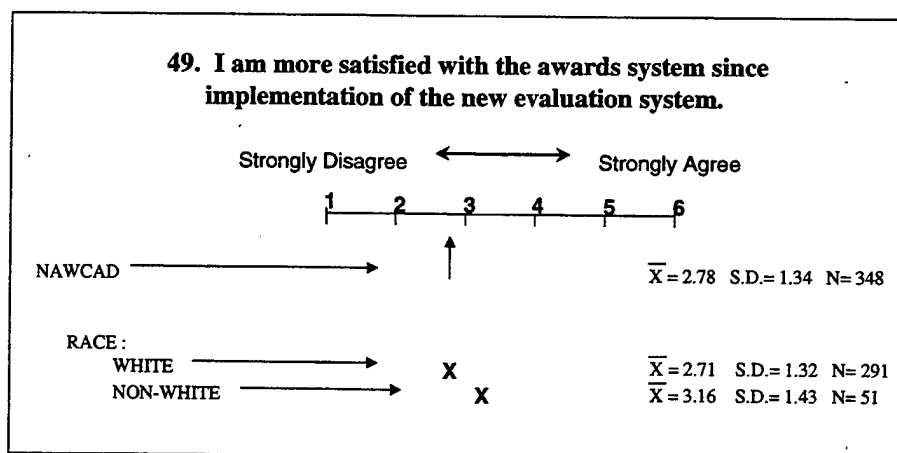 49. I am more satisfied with the awards system since
implementation of the new evaluation system.
Strongly Disagree Strongly Agree
1 2 3 4 5 6
NAWCAD X̅ = 2.78 S.D.= 1.34 N= 348
RACE :
WHITE X X̅ = 2.71 S.D.= 1.32 N= 291
NON-WHITE X X̅ = 3.16 S.D.= 1.43 N= 51